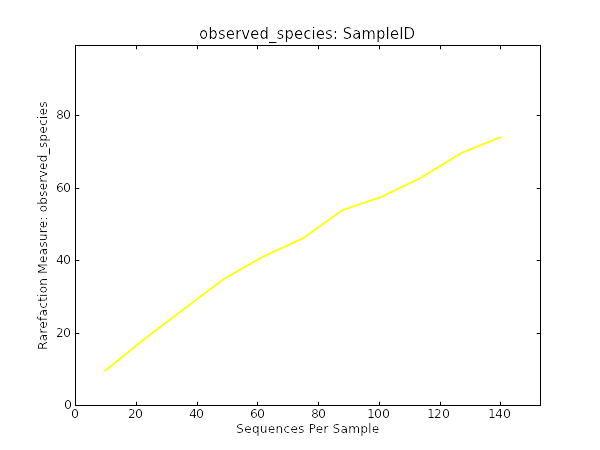 observed_species: SampleID
Rarefaction Measure: observed_species
80
60
40
20
0
0 20 40 60 80 100 120 140
Sequences Per Sample